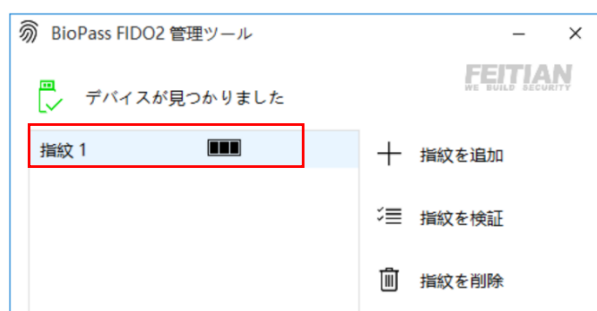 BioPass FIDO2 管理ツール
FEITIAN
WE BUILD SECURITY
デバイスが見つかりました
指紋 1
指紋を追加
指紋を検証
指紋を削除